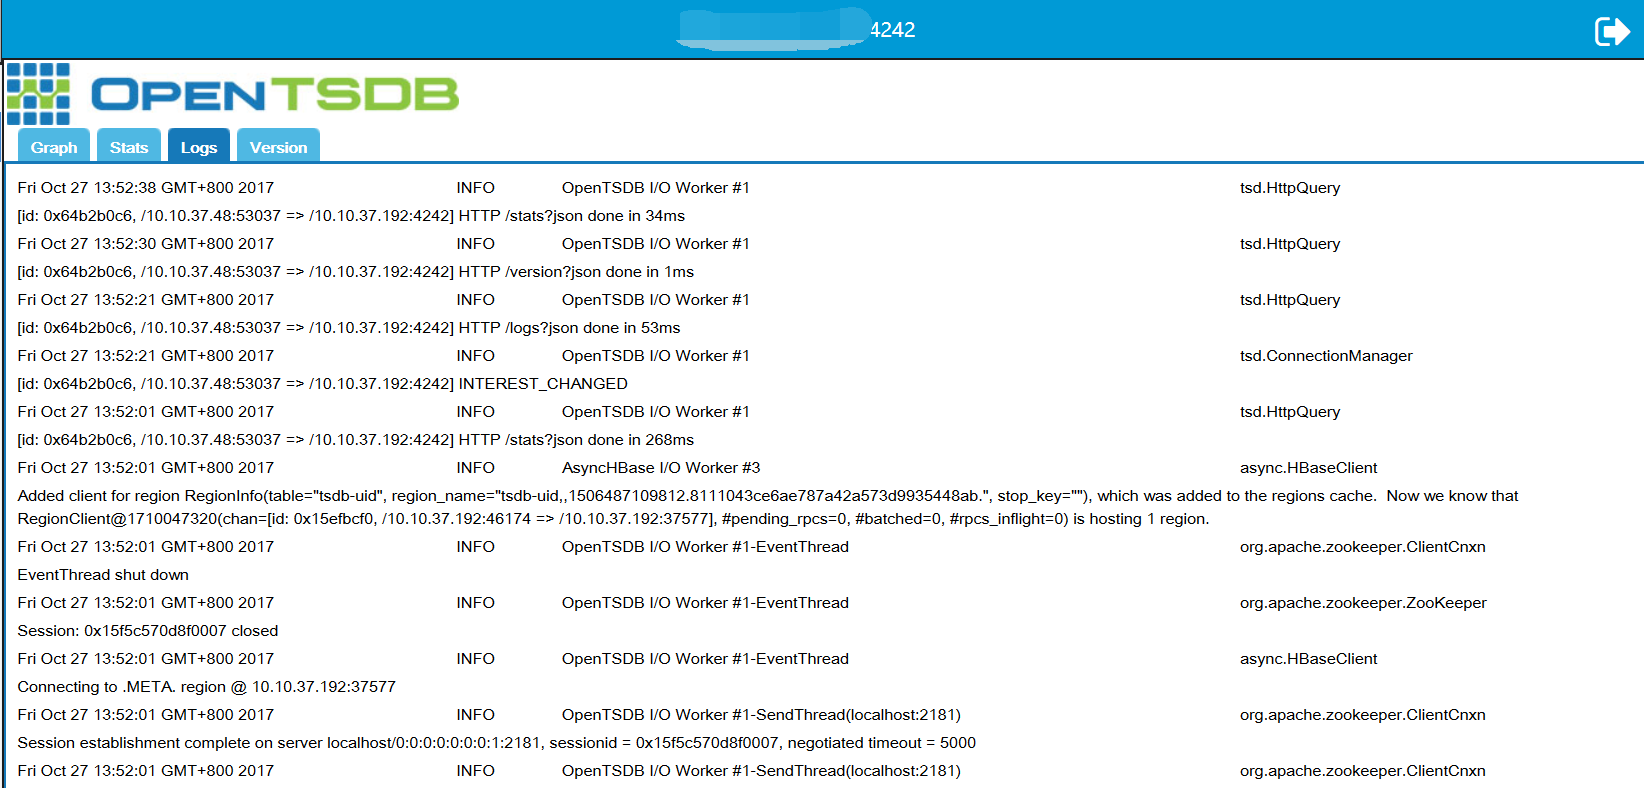 4242
OPENTSDB
Graph Stats Logs Version
Fri Oct 27 13:52:38 GMT+800 2017 INFO OpenTSDB I/O Worker #1 tsd.HttpQuery
[id: 0x64b2b0c6, /10.10.37.48:53037 => /10.10.37.192:4242] HTTP /stats?json done in 34ms
Fri Oct 27 13:52:30 GMT+800 2017 INFO OpenTSDB I/O Worker #1 tsd.HttpQuery
[id: 0x64b2b0c6, /10.10.37.48:53037 => /10.10.37.192:4242] HTTP /version?json done in 1ms
Fri Oct 27 13:52:21 GMT+800 2017 INFO OpenTSDB I/O Worker #1 tsd.HttpQuery
[id: 0x64b2b0c6, /10.10.37.48:53037 => /10.10.37.192:4242] HTTP /logs?json done in 53ms
Fri Oct 27 13:52:21 GMT+800 2017 INFO OpenTSDB I/O Worker #1 tsd.ConnectionManager
[id: 0x64b2b0c6, /10.10.37.48:53037 => /10.10.37.192:4242] INTEREST_CHANGED
Fri Oct 27 13:52:01 GMT+800 2017 INFO OpenTSDB I/O Worker #1 tsd.HttpQuery
[id: 0x64b2b0c6, /10.10.37.48:53037 => /10.10.37.192:4242] HTTP /stats?json done in 268ms
Fri Oct 27 13:52:01 GMT+800 2017 INFO AsyncHBase I/O Worker #3 async.HBaseClient
Added client for region RegionInfo(table="tsdb-uid", region_name="tsdb-uid,,1506487109812.8111043ce6ae787a42a573d9935448ab.", stop_key=""), which was added to the regions cache.  Now we know that
RegionClient@1710047320(chan=[id: 0x15efbcf0, /10.10.37.192:46174 => /10.10.37.192:37577], #pending_rpcs=0, #batched=0, #rpcs_inflight=0) is hosting 1 region.
Fri Oct 27 13:52:01 GMT+800 2017 INFO OpenTSDB I/O Worker #1-EventThread org.apache.zookeeper.ClientCnxn
EventThread shut down
Fri Oct 27 13:52:01 GMT+800 2017 INFO OpenTSDB I/O Worker #1-EventThread org.apache.zookeeper.ZooKeeper
Session: 0x15f5c570d8f0007 closed
Fri Oct 27 13:52:01 GMT+800 2017 INFO OpenTSDB I/O Worker #1-EventThread async.HBaseClient
Connecting to .META. region @ 10.10.37.192:37577
Fri Oct 27 13:52:01 GMT+800 2017 INFO OpenTSDB I/O Worker #1-SendThread(localhost:2181) org.apache.zookeeper.ClientCnxn
Session establishment complete on server localhost/0:0:0:0:0:0:0:1:2181, sessionid = 0x15f5c570d8f0007, negotiated timeout = 5000
Fri Oct 27 13:52:01 GMT+800 2017 INFO OpenTSDB I/O Worker #1-SendThread(localhost:2181) org.apache.zookeeper.ClientCnxn